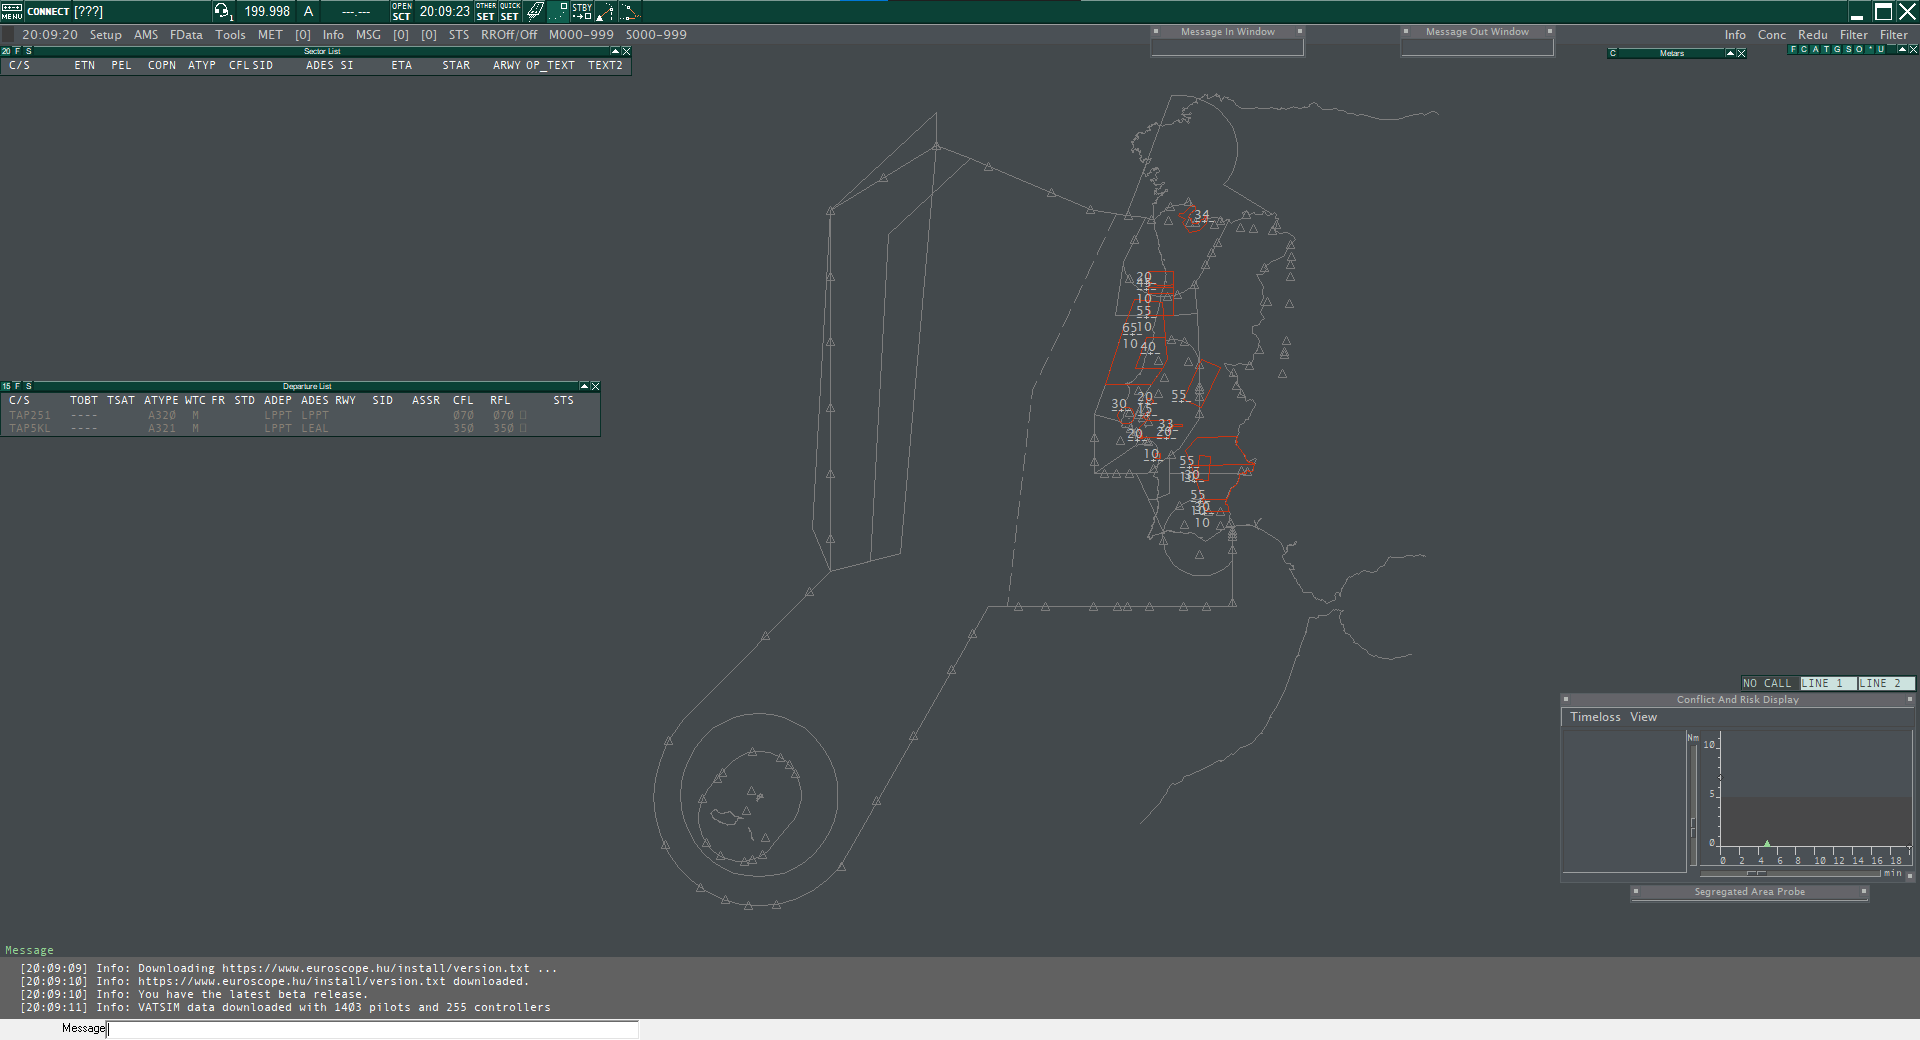 MENU CONNECT [???] 1 199.998 A ---.--- OPEN SCT 20:09:23 OTHER SET QUICK SET STBY
20:09:20 Setup AMS FData Tools MET [0] Info MSG [0] [0] STS RROff/Off M000-999 S000-999
Message In Window
Message Out Window
Info Conc Redu Filter Filter
20 F S Sector List
C Metars
F C A T G S O * U
C/S ETN PEL COPN ATYP CFL SID ADES SI ETA STAR ARWY OP_TEXT TEXT2
34
20
45
10
55
65 10
10 40
55
20
30 15
33
20 20
10
55
30
10
55
30
10
10
15 F S Departure List
C/S TOBT TSAT ATYPE WTC FR STD ADEP ADES RWY SID ASSR CFL RFL STS
TAP251 ---- A320 M LPPT LPPT 070 070 []
TAP5KL ---- A321 M LPPT LEAL 350 350 []
NO CALL LINE 1 LINE 2
Conflict And Risk Display
Timeloss View
Nm
10
5
0
0 2 4 6 8 10 12 14 16 18
min
Segregated Area Probe
Message
[20:09:09] Info: Downloading https://www.euroscope.hu/install/version.txt ...
[20:09:10] Info: https://www.euroscope.hu/install/version.txt downloaded.
[20:09:10] Info: You have the latest beta release.
[20:09:11] Info: VATSIM data downloaded with 1403 pilots and 255 controllers
Message